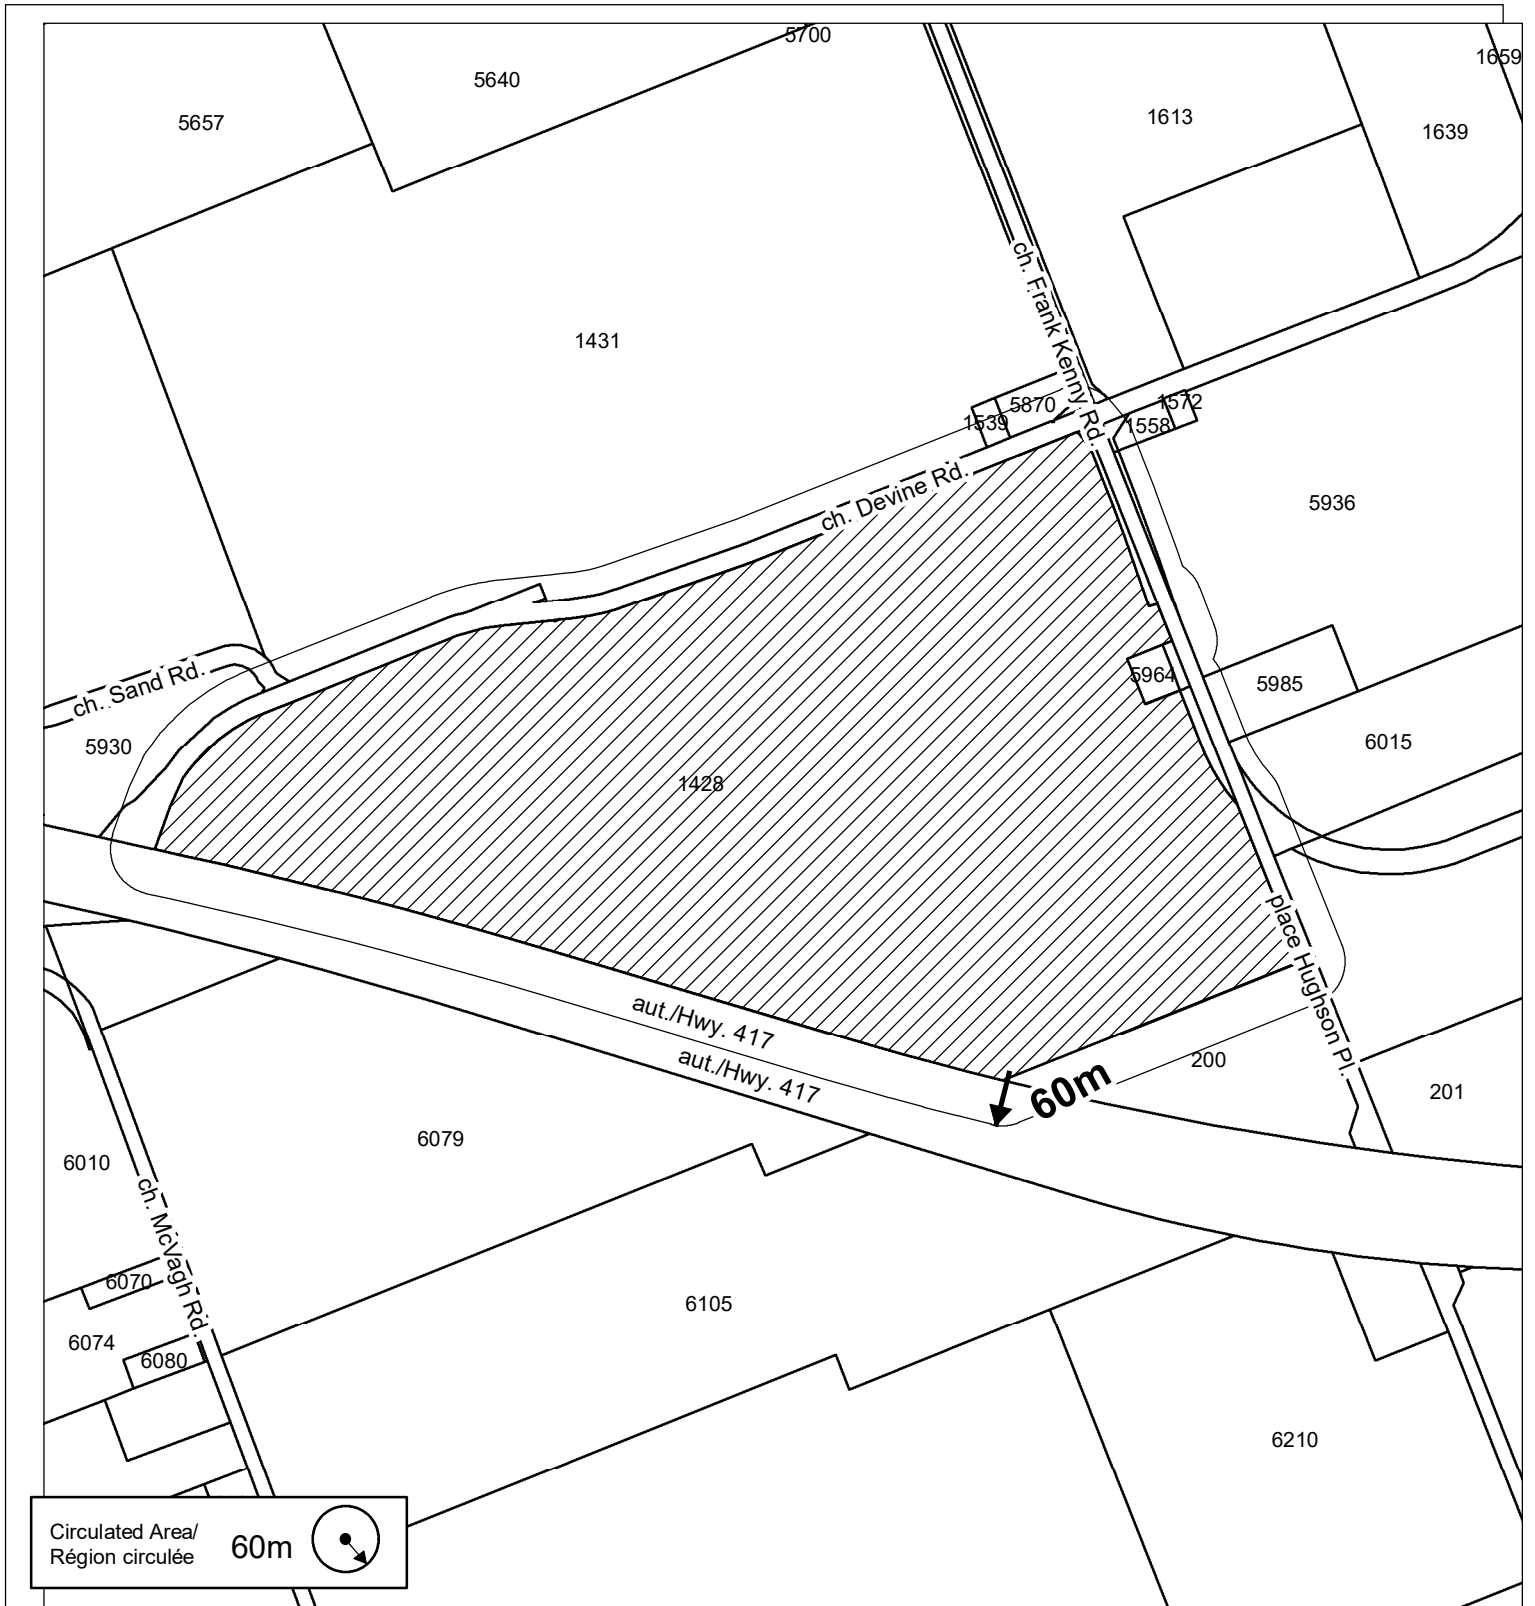 5700
1659
5640
1613
5657
1639
ch. Frank Kenny Rd.
1431
1572
5870
1539
1558
ch. Devine Rd.
5936
ch. Sand Rd.
5964
5985
5930
6015
1428
place Hughson Pl.
aut./Hwy. 417
aut./Hwy. 417
200
60m
201
6079
6010
ch. McVagh Rd.
6070
6105
6074
6080
6210
Circulated Area/
Région circulée
60m